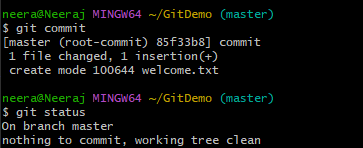 neera@Neeraj MINGW64 ~/GitDemo (master)
$ git commit
[master (root-commit) 85f33b8] commit
 1 file changed, 1 insertion(+)
 create mode 100644 welcome.txt

neera@Neeraj MINGW64 ~/GitDemo (master)
$ git status
On branch master
nothing to commit, working tree clean